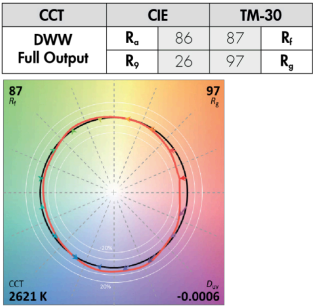 CCT CIE TM-30
DWW Full Output Ra 86 87 Rf
R9 26 97 Rg
87 97
Rf Rg
20%
CCT Duv
2621 K -0.0006